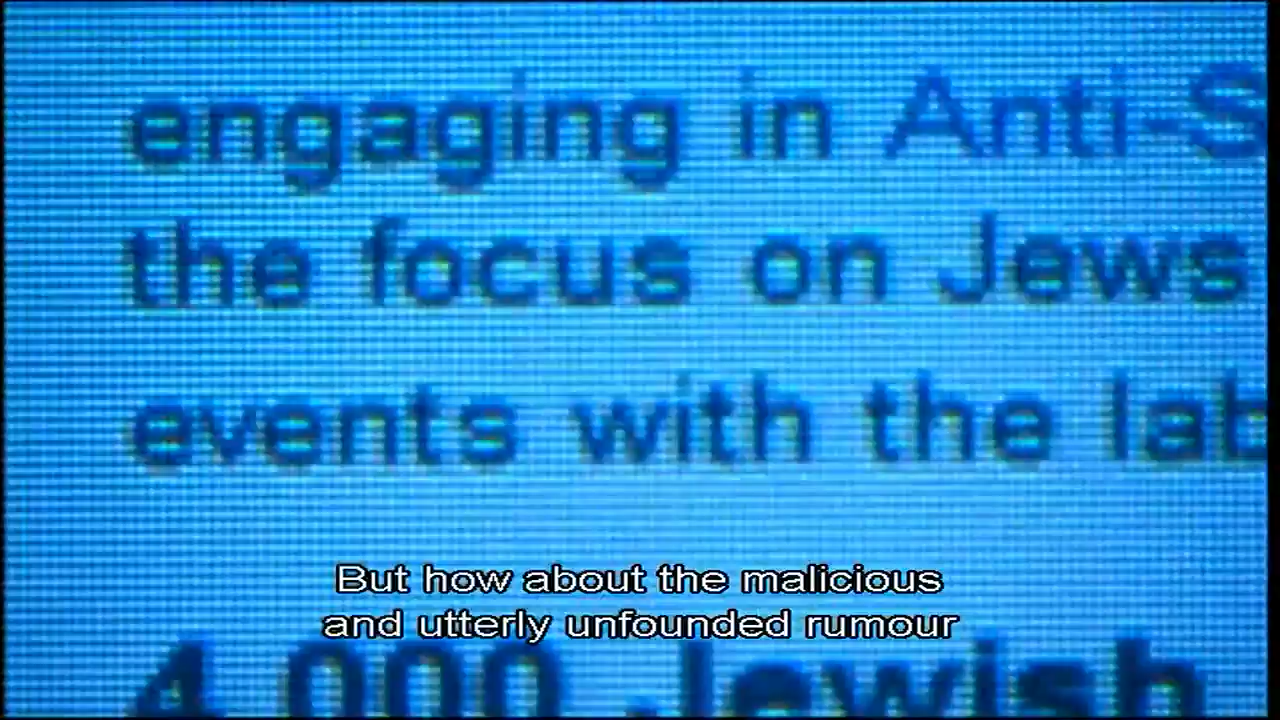 engaging in Anti-S
the focus on Jews
events with the lab
But how about the malicious
and utterly unfounded rumour
4,000 Jewish